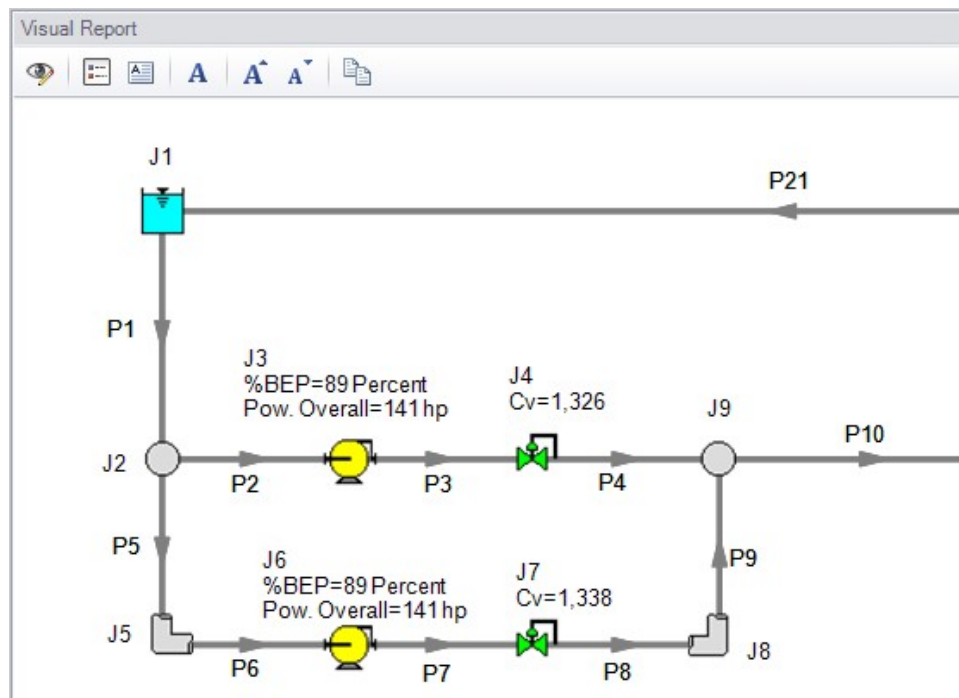 Visual Report
A A A
J1
P21
P1
J3
%BEP=89 Percent
Pow. Overall=141 hp
J4
Cv=1,326
J9
P10
J2
P2
P3
P4
P5
J6
%BEP=89 Percent
Pow. Overall=141 hp
J7
Cv=1,338
P9
J5
P6
P7
P8
J8